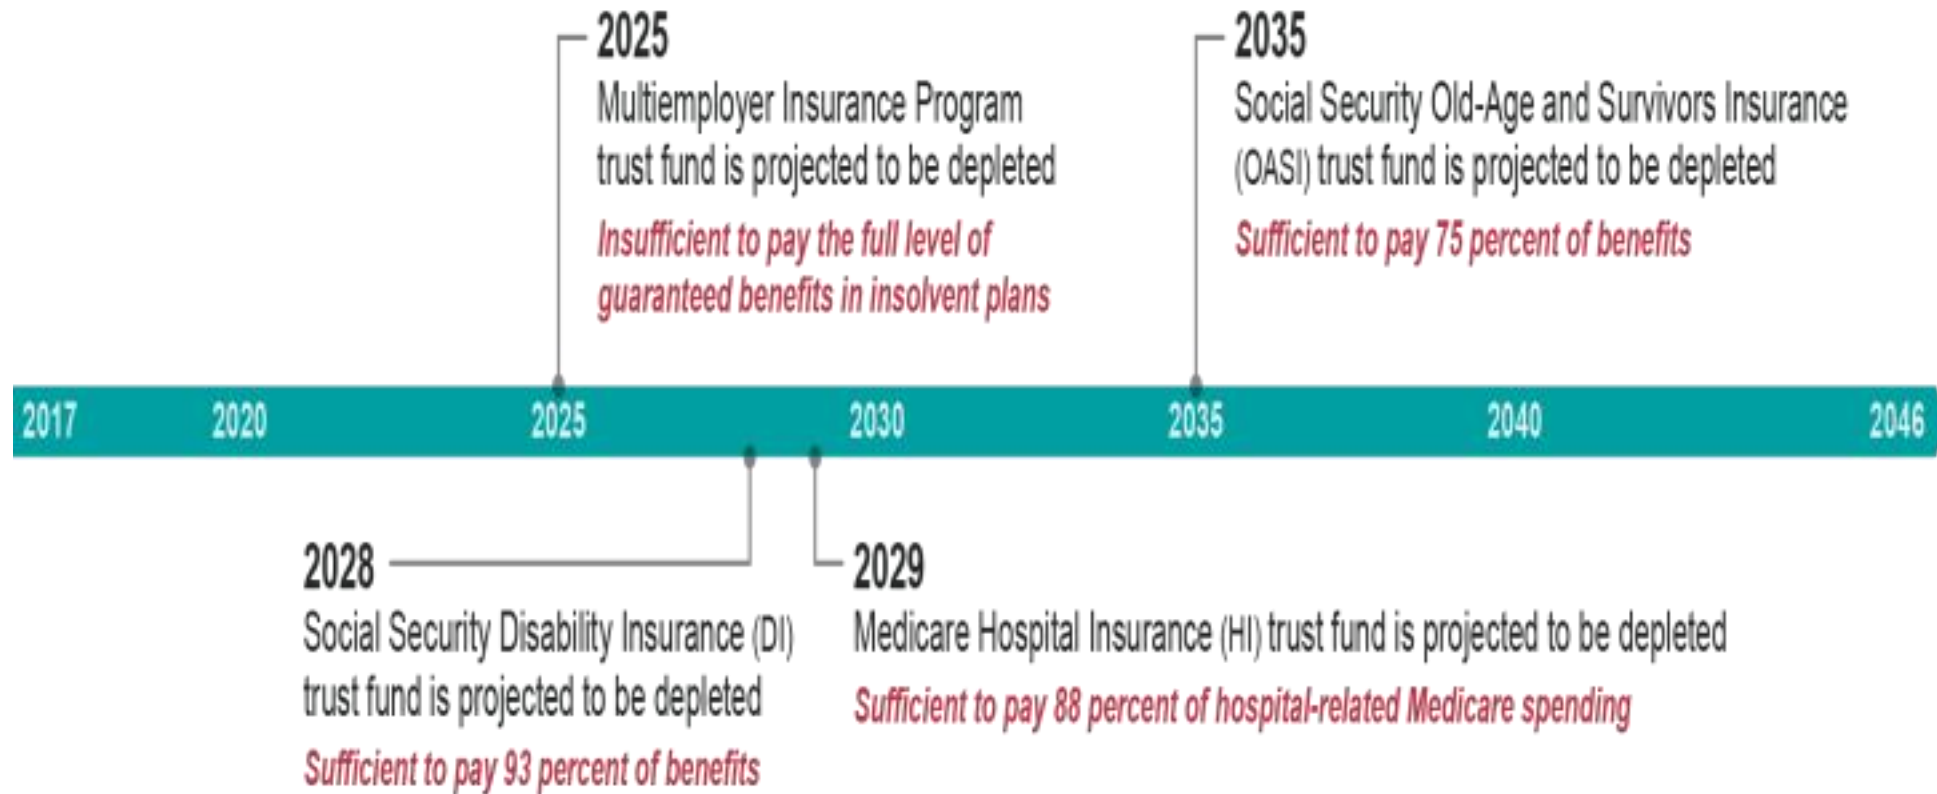 2025
Multiemployer Insurance Program
trust fund is projected to be depleted
Insufficient to pay the full level of
guaranteed benefits in insolvent plans
2035
Social Security Old-Age and Survivors Insurance
(OASI) trust fund is projected to be depleted
Sufficient to pay 75 percent of benefits
2017 2020 2025 2030 2035 2040 2046
2028
Social Security Disability Insurance (DI)
trust fund is projected to be depleted
Sufficient to pay 93 percent of benefits
2029
Medicare Hospital Insurance (HI) trust fund is projected to be depleted
Sufficient to pay 88 percent of hospital-related Medicare spending